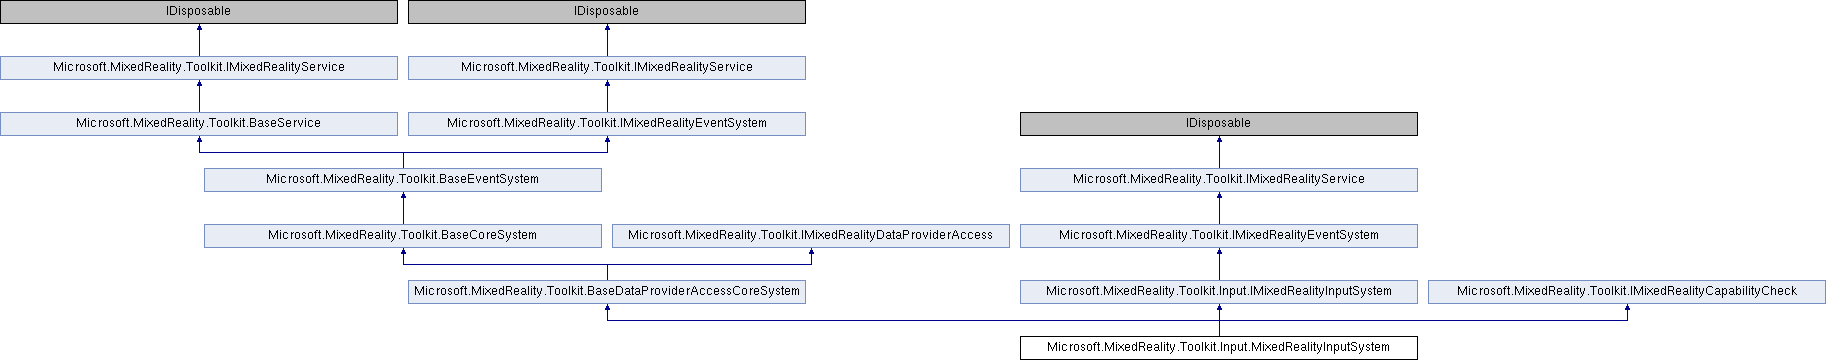 IDisposable
IDisposable
Microsoft.MixedReality.Toolkit.IMixedRealityService
Microsoft.MixedReality.Toolkit.IMixedRealityService
Microsoft.MixedReality.Toolkit.BaseService
Microsoft.MixedReality.Toolkit.IMixedRealityEventSystem
IDisposable
Microsoft.MixedReality.Toolkit.BaseEventSystem
Microsoft.MixedReality.Toolkit.IMixedRealityService
Microsoft.MixedReality.Toolkit.BaseCoreSystem
Microsoft.MixedReality.Toolkit.IMixedRealityDataProviderAccess
Microsoft.MixedReality.Toolkit.IMixedRealityEventSystem
Microsoft.MixedReality.Toolkit.BaseDataProviderAccessCoreSystem
Microsoft.MixedReality.Toolkit.Input.IMixedRealityInputSystem
Microsoft.MixedReality.Toolkit.IMixedRealityCapabilityCheck
Microsoft.MixedReality.Toolkit.Input.MixedRealityInputSystem